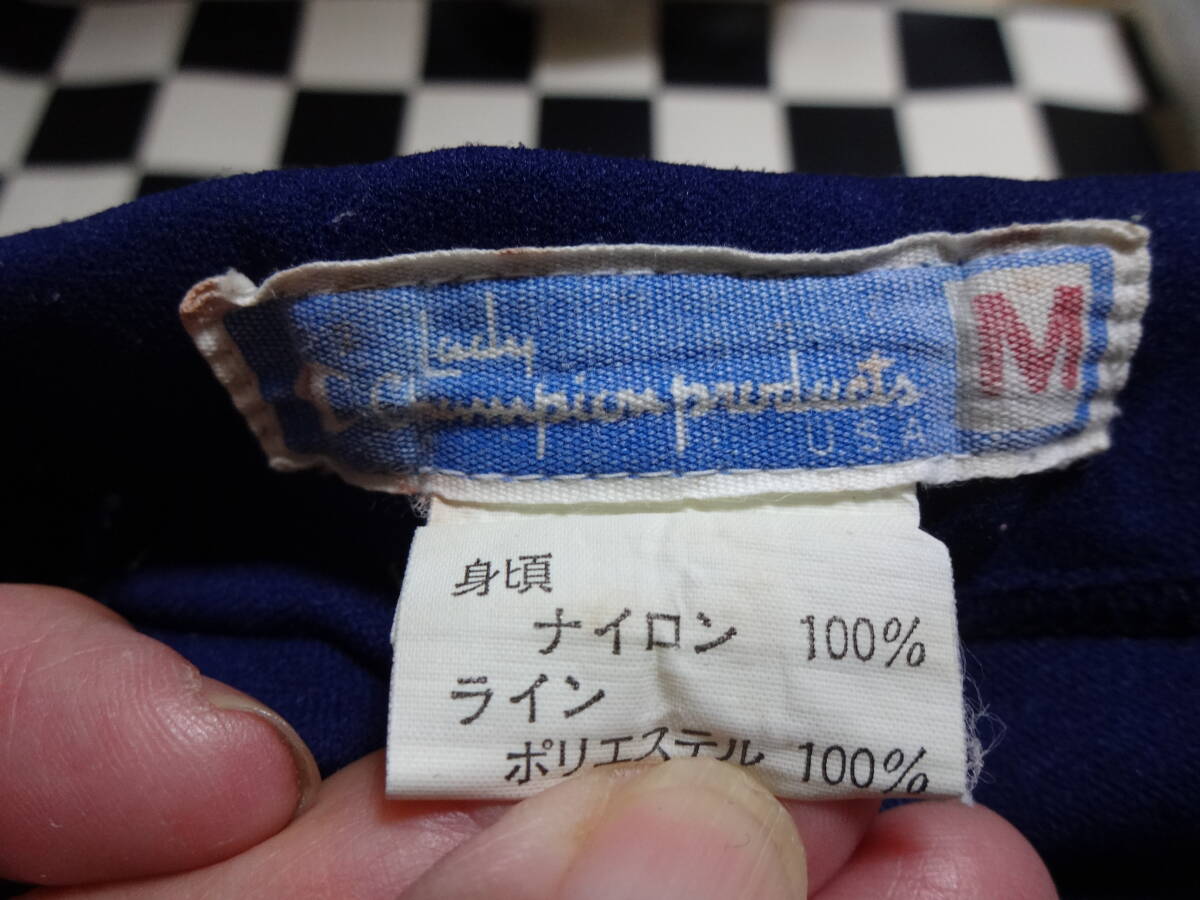 Lady
Champion products
USA
M
身頃
ナイロン 100%
ライン
ポリエステル 100%